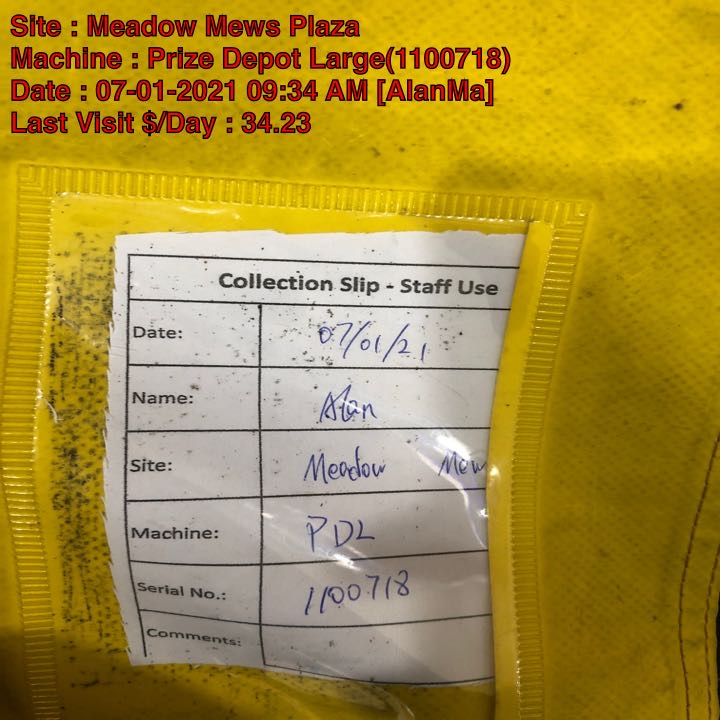 Site : Meadow Mews Plaza
Machine : Prize Depot Large(1100718)
Date : 07-01-2021 09:34 AM [AlanMa]
Last Visit $/Day : 34.23
Collection Slip - Staff Use
Date: 07/01/21
Name: Alan
Site: Meadow Mew
Machine: PDL
Serial No.: 1100718
Comments: